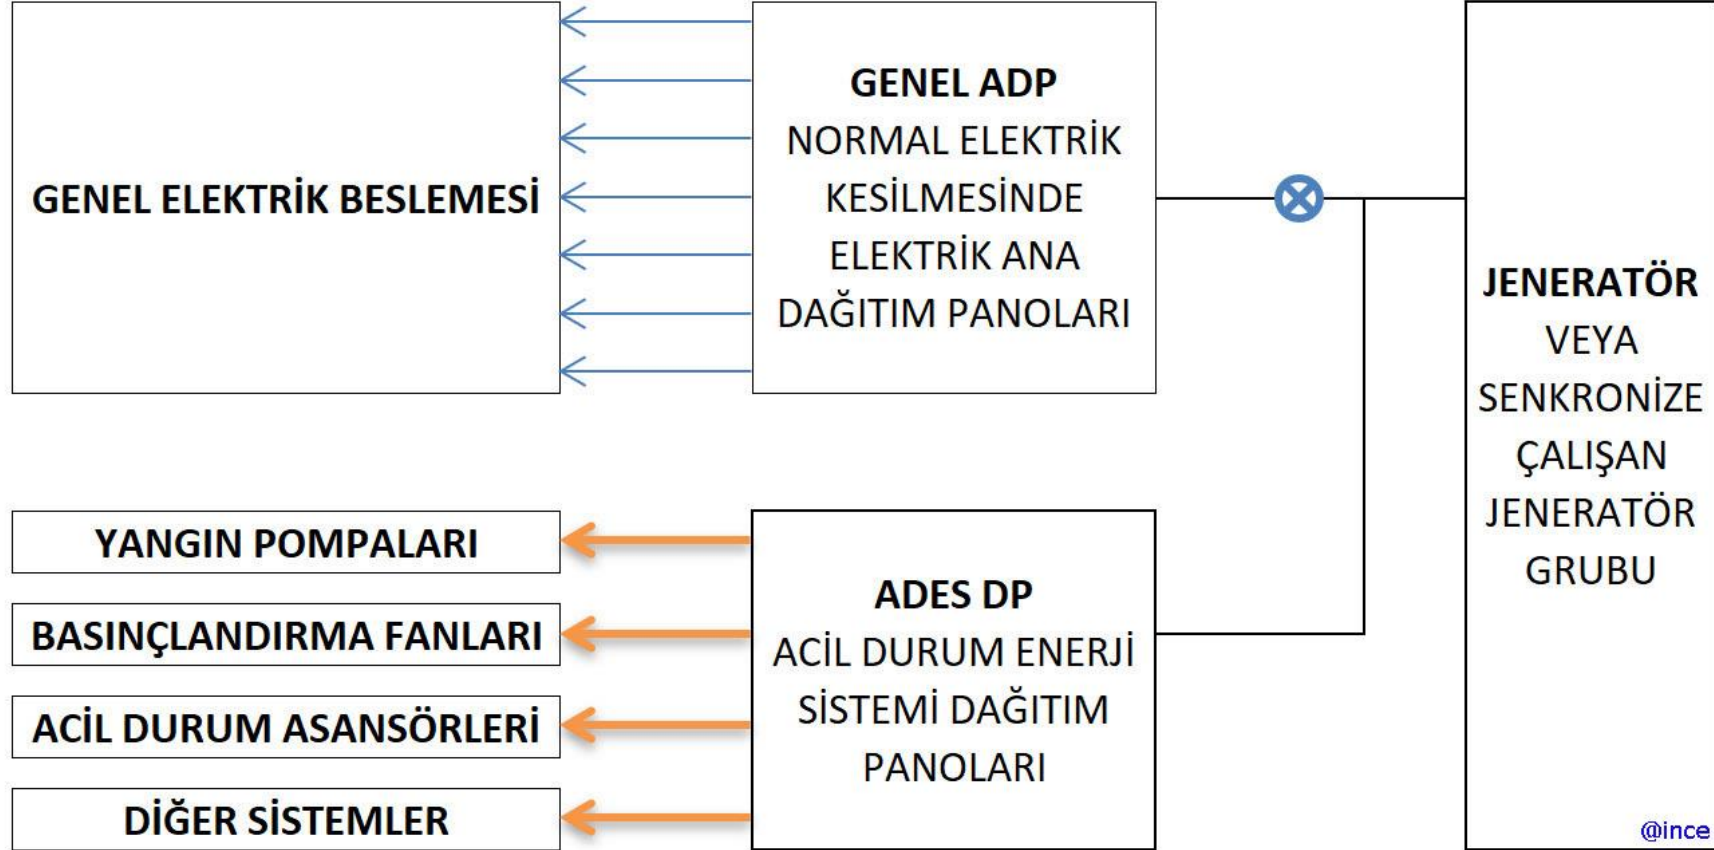 GENEL ELEKTRİK BESLEMESİ
GENEL ADP
NORMAL ELEKTRİK
KESİLMESİNDE
ELEKTRİK ANA
DAĞITIM PANOLARI
JENERATÖR
VEYA
SENKRONİZE
ÇALIŞAN
JENERATÖR
GRUBU
YANGIN POMPALARI
BASINÇLANDIRMA FANLARI
ACİL DURUM ASANSÖRLERİ
DİĞER SİSTEMLER
ADES DP
ACİL DURUM ENERJİ
SİSTEMİ DAĞITIM
PANOLARI
@ince